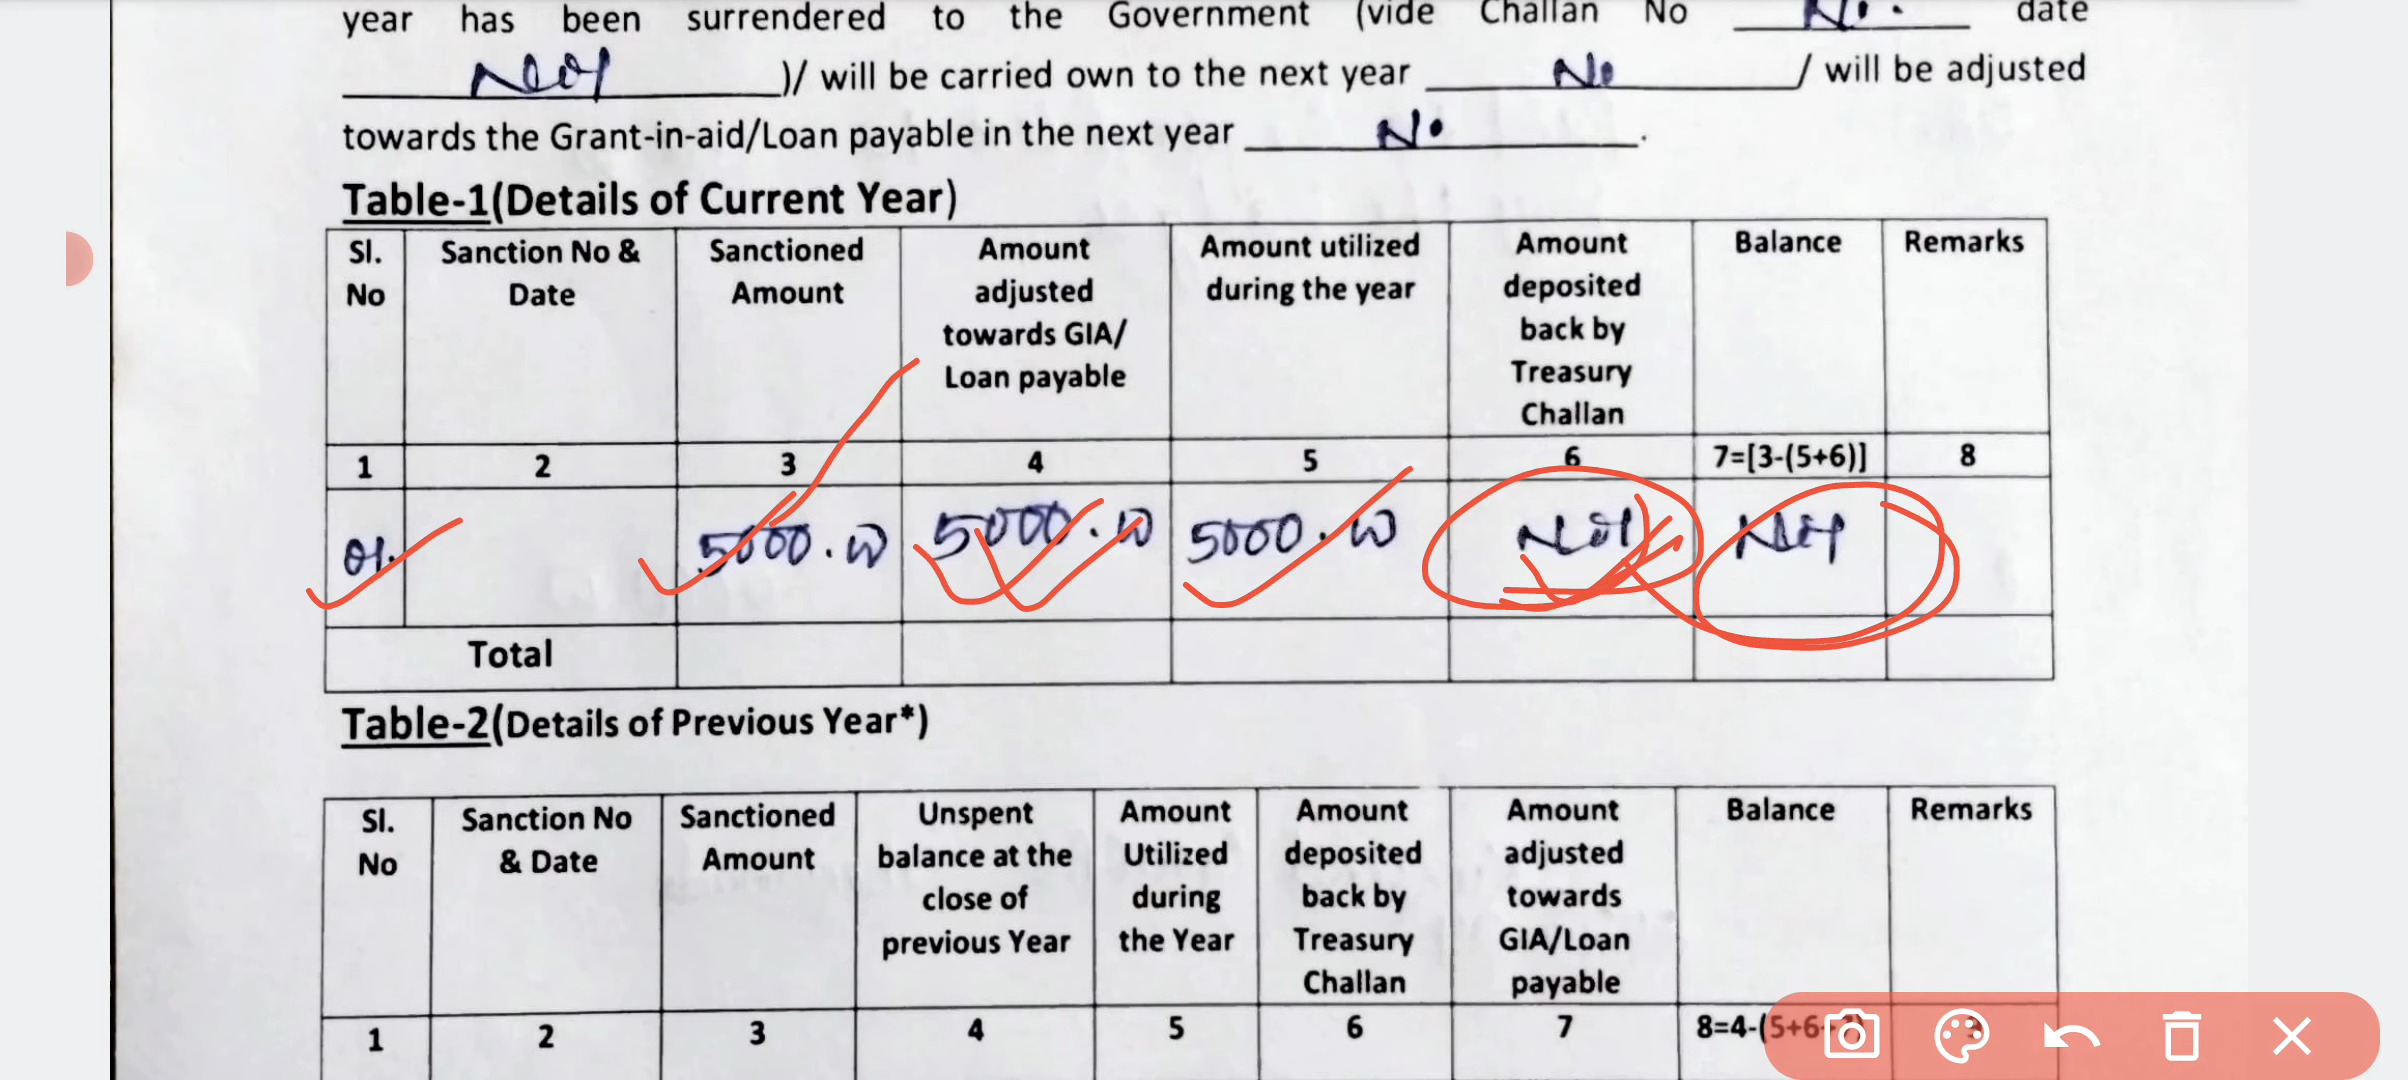 year has been surrendered to the Government (vide Challan No No. date
Not )/ will be carried own to the next year No / will be adjusted
towards the Grant-in-aid/Loan payable in the next year No .
Table-1(Details of Current Year)
Sl. No Sanction No & Date Sanctioned Amount Amount adjusted towards GIA/ Loan payable Amount utilized during the year Amount deposited back by Treasury Challan Balance Remarks
1 2 3 4 5 6 7=[3-(5+6)] 8
01. 5000. 5000. 5000.
Total
Table-2(Details of Previous Year*)
Sl. No Sanction No & Date Sanctioned Amount Unspent balance at the close of previous Year Amount Utilized during the Year Amount deposited back by Treasury Challan Amount adjusted towards GIA/Loan payable Balance Remarks
1 2 3 4 5 6 7 8=4-(5+6+7)